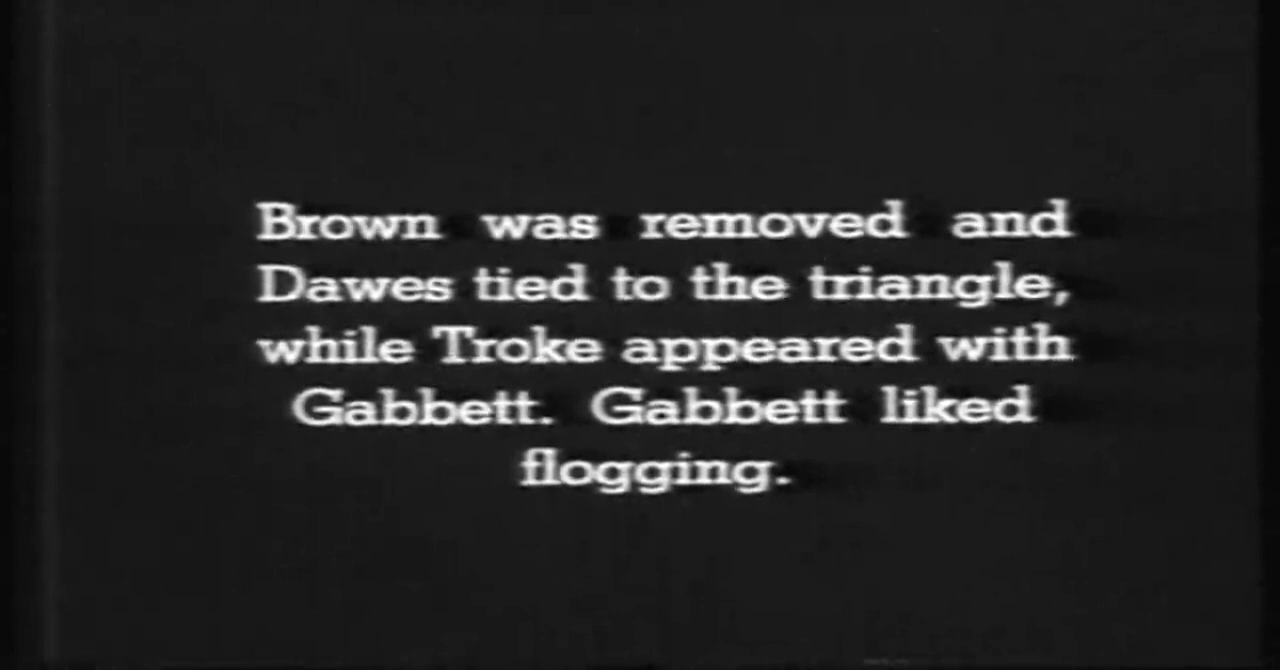 Brown was removed and
Dawes tied to the triangle,
while Troke appeared with
Gabbett. Gabbett liked
flogging.